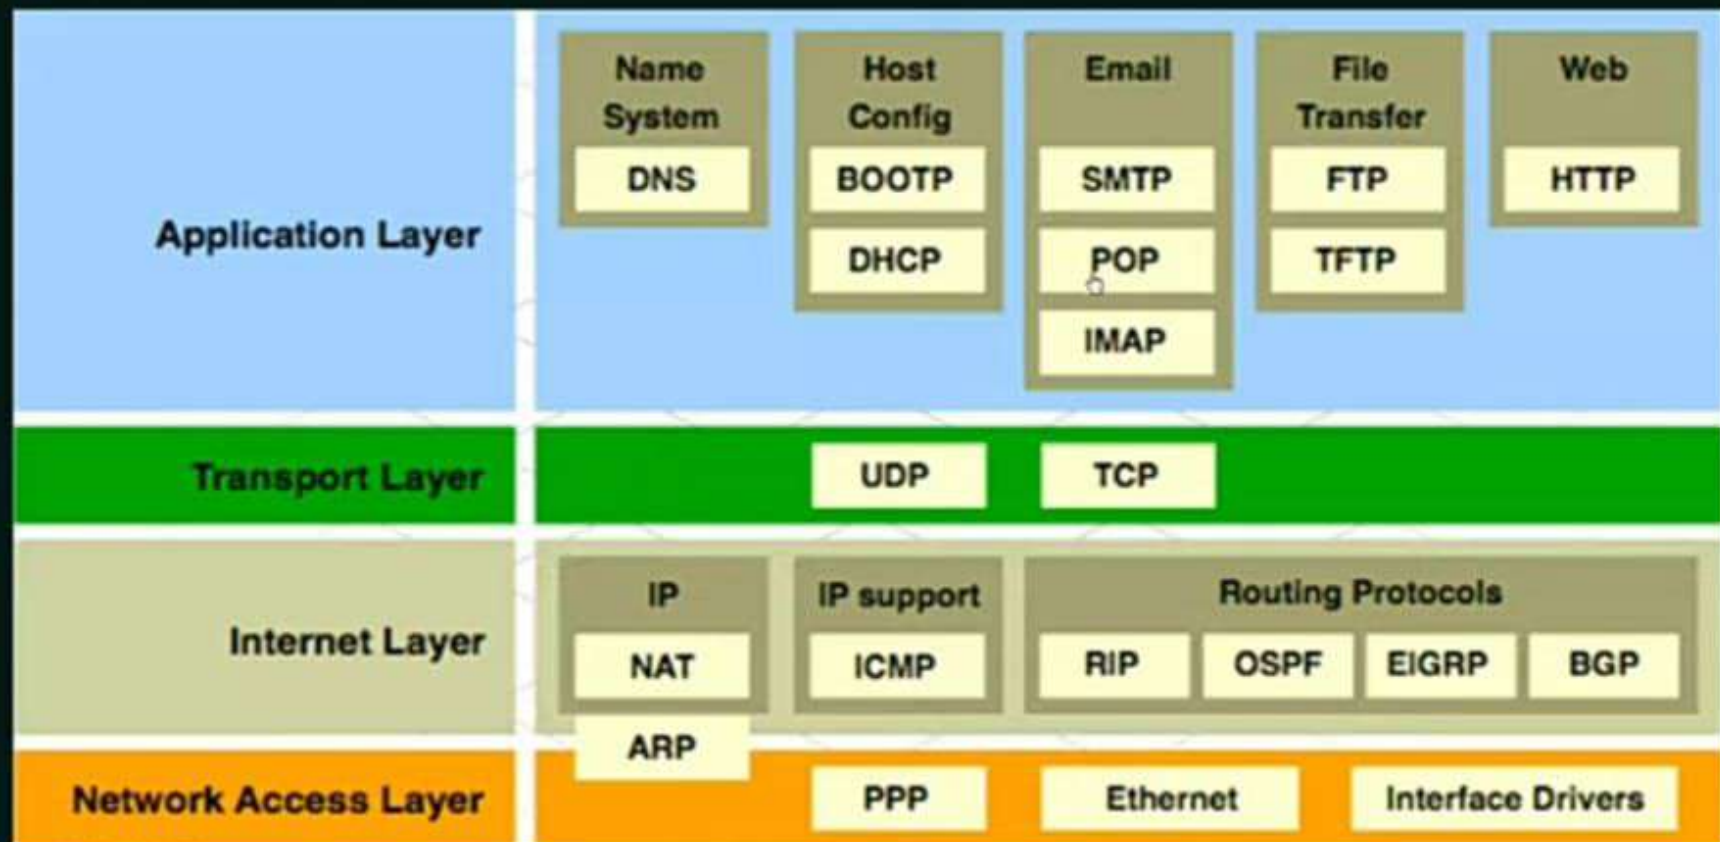 Application Layer
Name
System
DNS
Host
Config
BOOTP
DHCP
Email
SMTP
POP
IMAP
File
Transfer
FTP
TFTP
Web
HTTP
Transport Layer
UDP
TCP
Internet Layer
IP
NAT
ARP
IP support
ICMP
Routing Protocols
RIP
OSPF
EIGRP
BGP
Network Access Layer
PPP
Ethernet
Interface Drivers